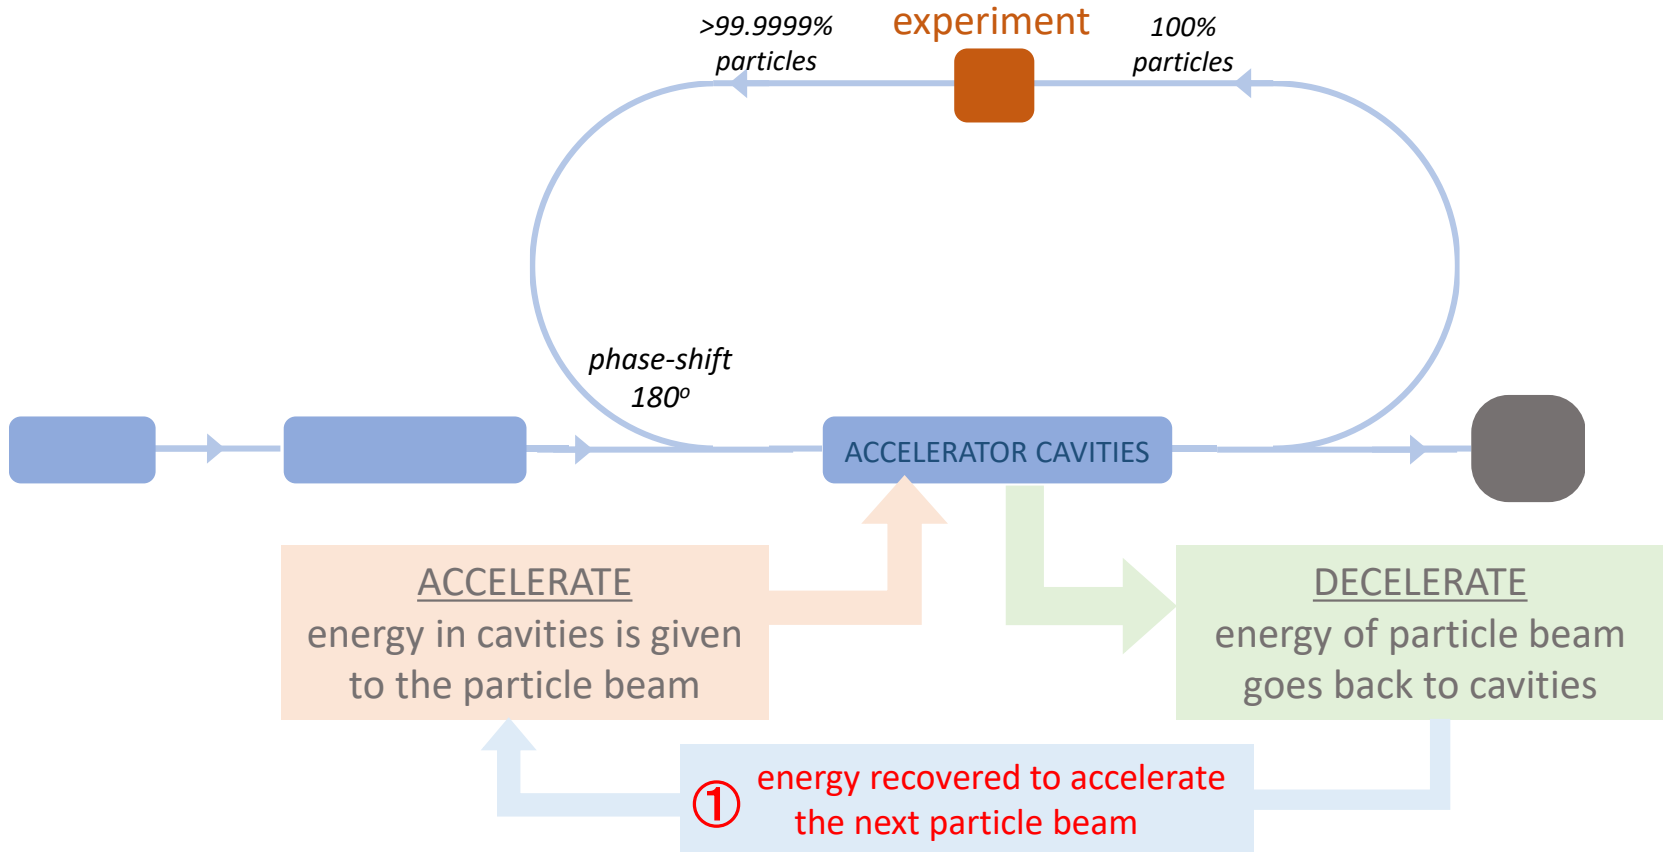 >99.9999%
particles
experiment
100%
particles
phase-shift
180º
ACCELERATOR CAVITIES
ACCELERATE
energy in cavities is given
to the particle beam
DECELERATE
energy of particle beam
goes back to cavities
① energy recovered to accelerate
the next particle beam